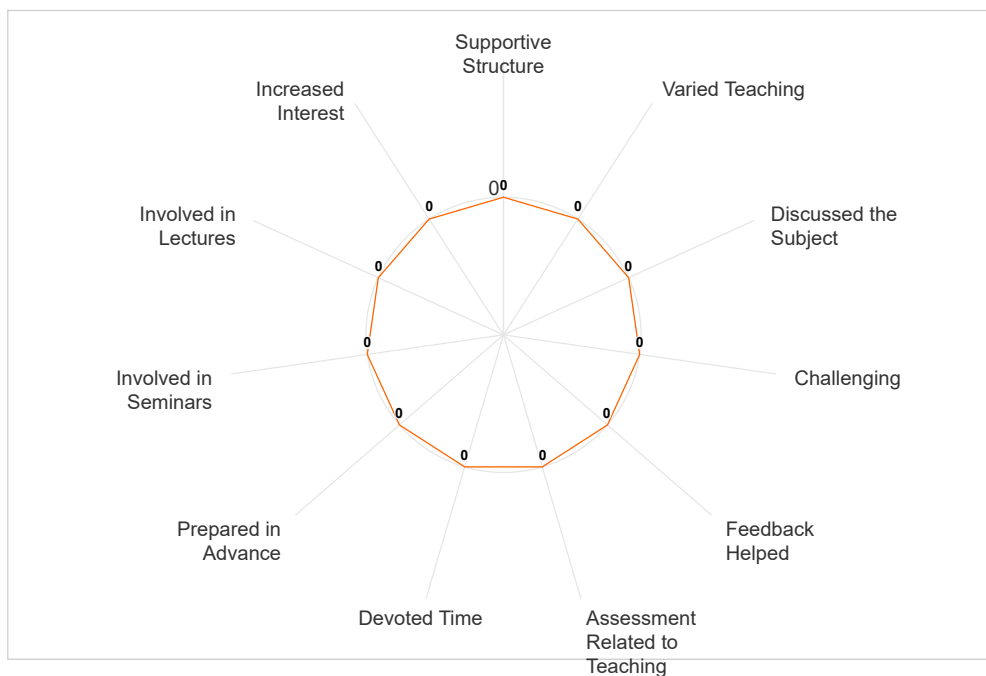 Supportive
Structure
Increased
Interest
Varied Teaching
0
0
0
0
Involved in
Lectures
Discussed the
Subject
0
0
Involved in
Seminars
0
0
Challenging
0
0
Prepared in
Advance
0
0
Feedback
Helped
Devoted Time
Assessment
Related to
Teaching